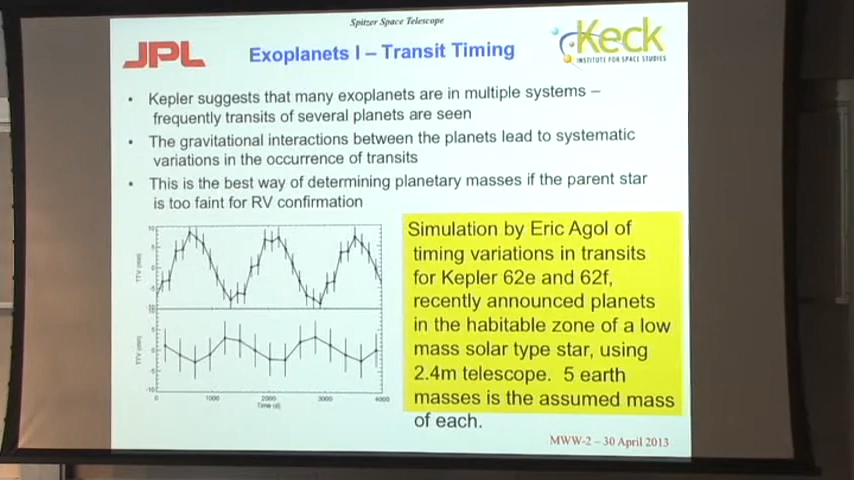 Spitzer Space Telescope
JPL
Exoplanets I – Transit Timing
Keck
INSTITUTE FOR SPACE STUDIES
• Kepler suggests that many exoplanets are in multiple systems –
frequently transits of several planets are seen
• The gravitational interactions between the planets lead to systematic
variations in the occurrence of transits
• This is the best way of determining planetary masses if the parent star
is too faint for RV confirmation
Simulation by Eric Agol of
timing variations in transits
for Kepler 62e and 62f,
recently announced planets
in the habitable zone of a low
mass solar type star, using
2.4m telescope. 5 earth
masses is the assumed mass
of each.
TTV (min)
TTV (min)
0 1000 2000 3000 4000
Time (d)
MWW-2 – 30 April 2013